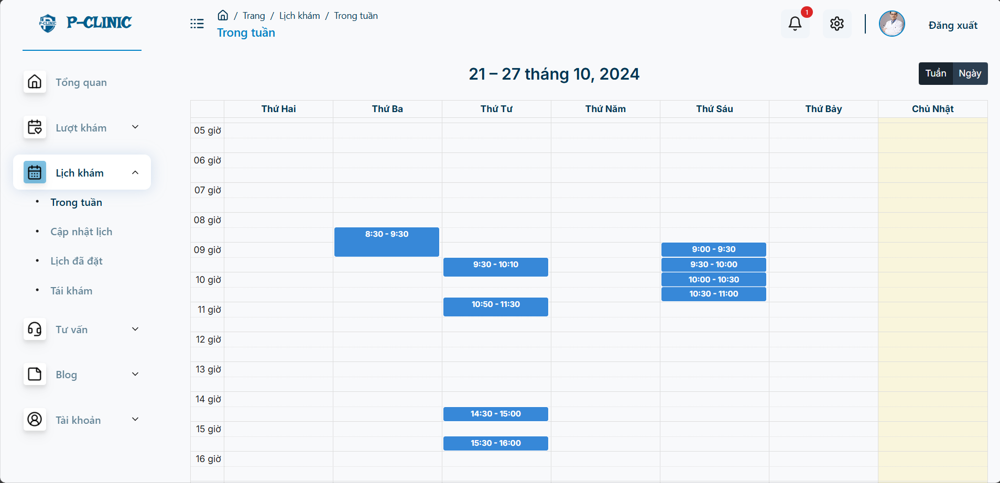 P-CLINIC
P-CLINIC
Tổng quan
Lượt khám
Lịch khám
Trong tuần
Cập nhật lịch
Lịch đã đặt
Tái khám
Tư vấn
Blog
Tài khoản
/ Trang / Lịch khám / Trong tuần
Trong tuần
1
Đăng xuất
21 – 27 tháng 10, 2024
Tuần Ngày
Thứ Hai Thứ Ba Thứ Tư Thứ Năm Thứ Sáu Thứ Bảy Chủ Nhật
05 giờ
06 giờ
07 giờ
08 giờ
8:30 - 9:30
09 giờ
9:00 - 9:30
9:30 - 10:10
9:30 - 10:00
10 giờ
10:00 - 10:30
10:30 - 11:00
10:50 - 11:30
11 giờ
12 giờ
13 giờ
14 giờ
14:30 - 15:00
15 giờ
15:30 - 16:00
16 giờ